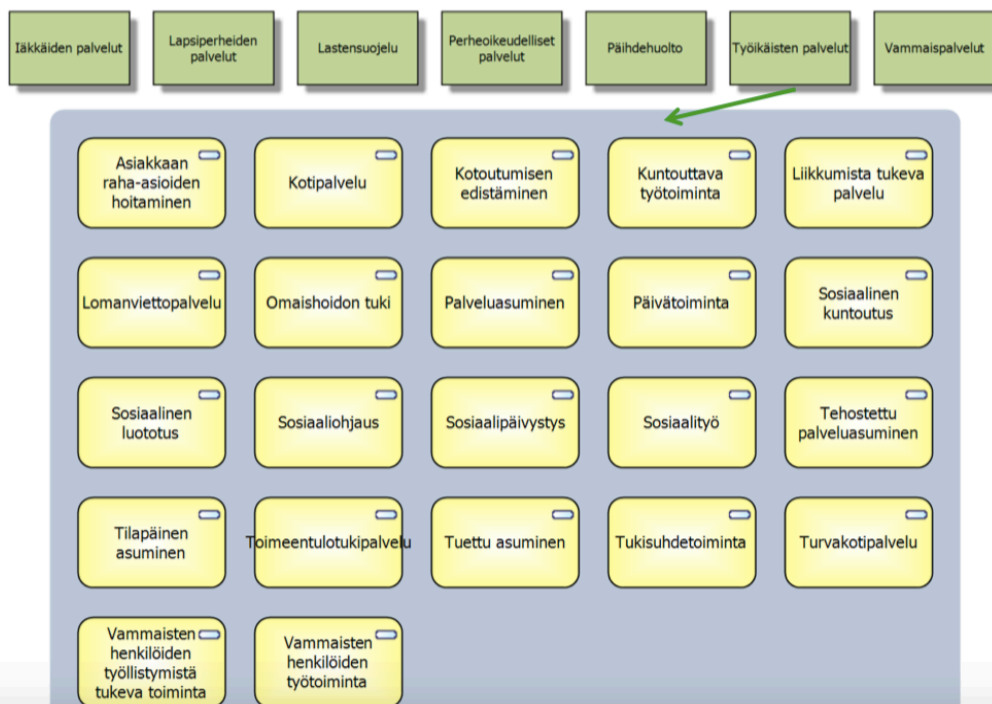 Iäkkäiden palvelut
Lapsiperheiden
palvelut
Lastensuojelu
Perheoikeudelliset
palvelut
Päihdehuolto
Työikäisten palvelut
Vammaispalvelut
Asiakkaan
raha-asioiden
hoitaminen
Kotipalvelu
Kotoutumisen
edistäminen
Kuntouttava
työtoiminta
Liikkumista tukeva
palvelu
Lomanviettopalvelu
Omaishoidon tuki
Palveluasuminen
Päivätoiminta
Sosiaalinen
kuntoutus
Sosiaalinen
luototus
Sosiaaliohjaus
Sosiaalipäivystys
Sosiaalityö
Tehostettu
palveluasuminen
Tilapäinen
asuminen
Toimeentulotukipalvelu
Tuettu asuminen
Tukisuhdetoiminta
Turvakotipalvelu
Vammaisten
henkilöiden
työllistymistä
tukeva toiminta
Vammaisten
henkilöiden
työtoiminta